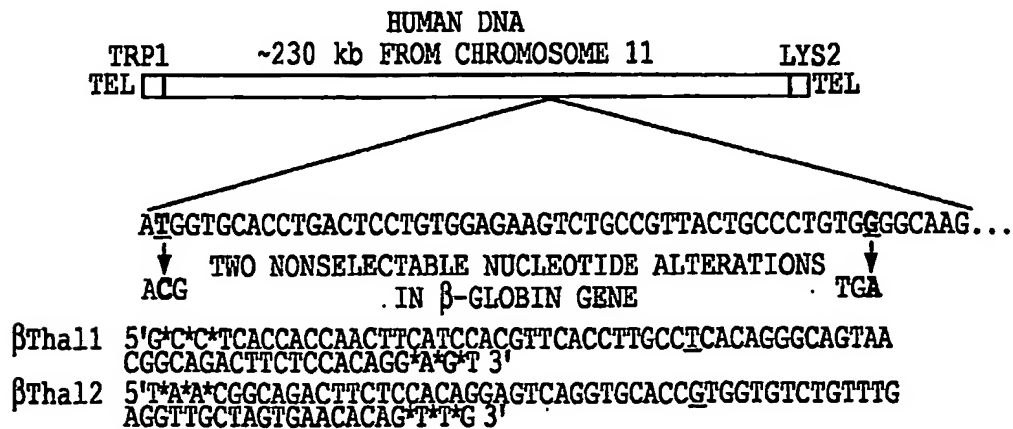 HUMAN DNA
TRP1 ~230 kb FROM CHROMOSOME 11 LYS2
TEL TEL
ATGGTGCACCTGACTCCTGTGGAGAAGTCTGCCGTTACTGCCCTGTGGGGCAAG...
TWO NONSELECTABLE NUCLEOTIDE ALTERATIONS
ACG IN β-GLOBIN GENE TGA
βThal1 5'G*C*C*TCACCACCAACTTCATCCACGTTCACCTTGCCTCACAGGGCAGTAA
CGGCAGACTTCTCCACAGG*A*G*T 3'
βThal2 5'T*A*A*CGGCAGACTTCTCCACAGGAGTCAGGTGCACCGTGGTGTCTGTTTG
AGGTTGCTAGTGAACACAG*T*T*G 3'